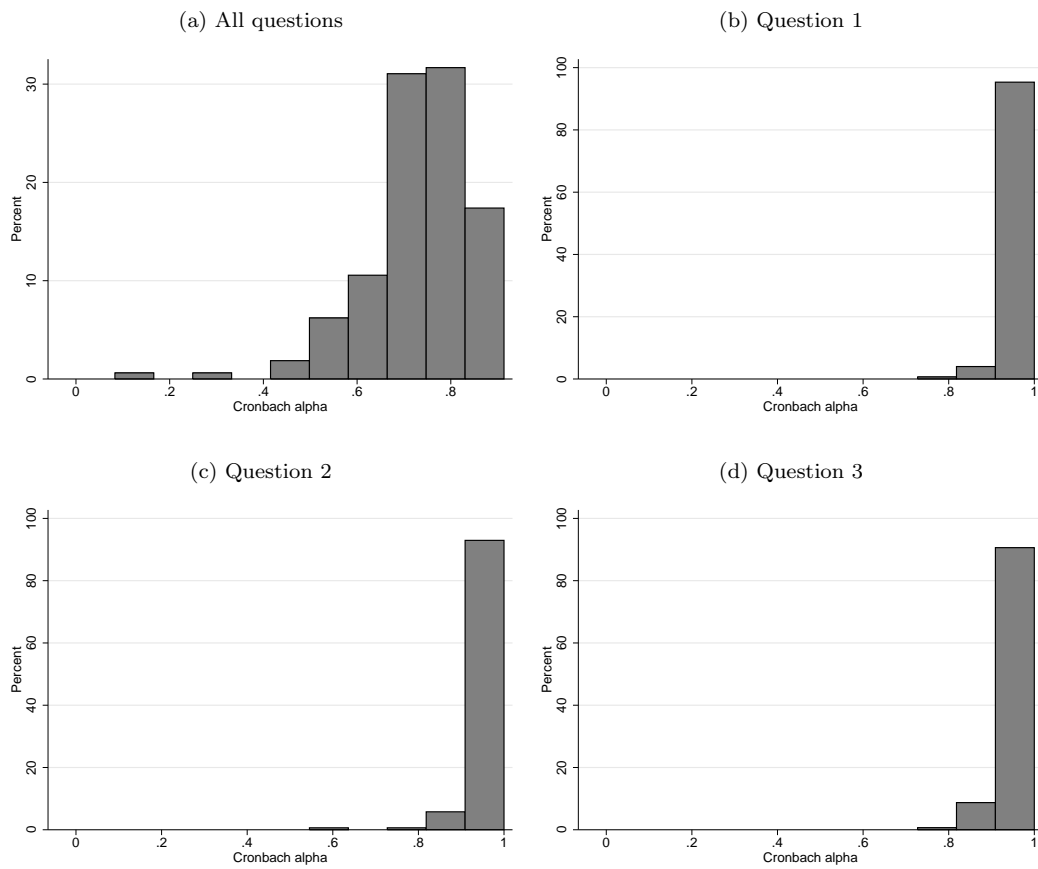 (a) All questions
30
20
10
0
Percent
0 .2 .4 .6 .8
Cronbach alpha
(b) Question 1
100
80
60
40
20
0
Percent
0 .2 .4 .6 .8 1
Cronbach alpha
(c) Question 2
100
80
60
40
20
0
Percent
0 .2 .4 .6 .8 1
Cronbach alpha
(d) Question 3
100
80
60
40
20
0
Percent
0 .2 .4 .6 .8 1
Cronbach alpha